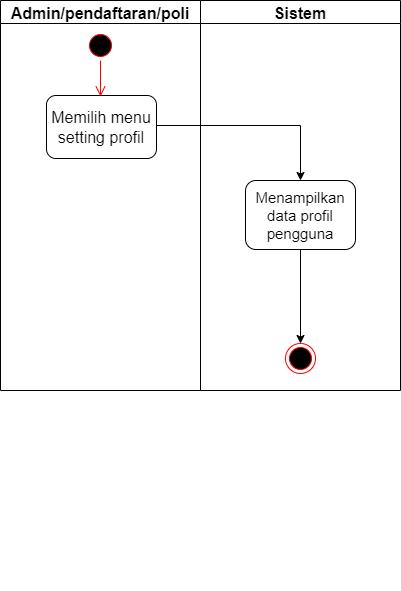 Admin/pendaftaran/poli
Sistem
Memilih menu
setting profil
Menampilkan
data profil
pengguna